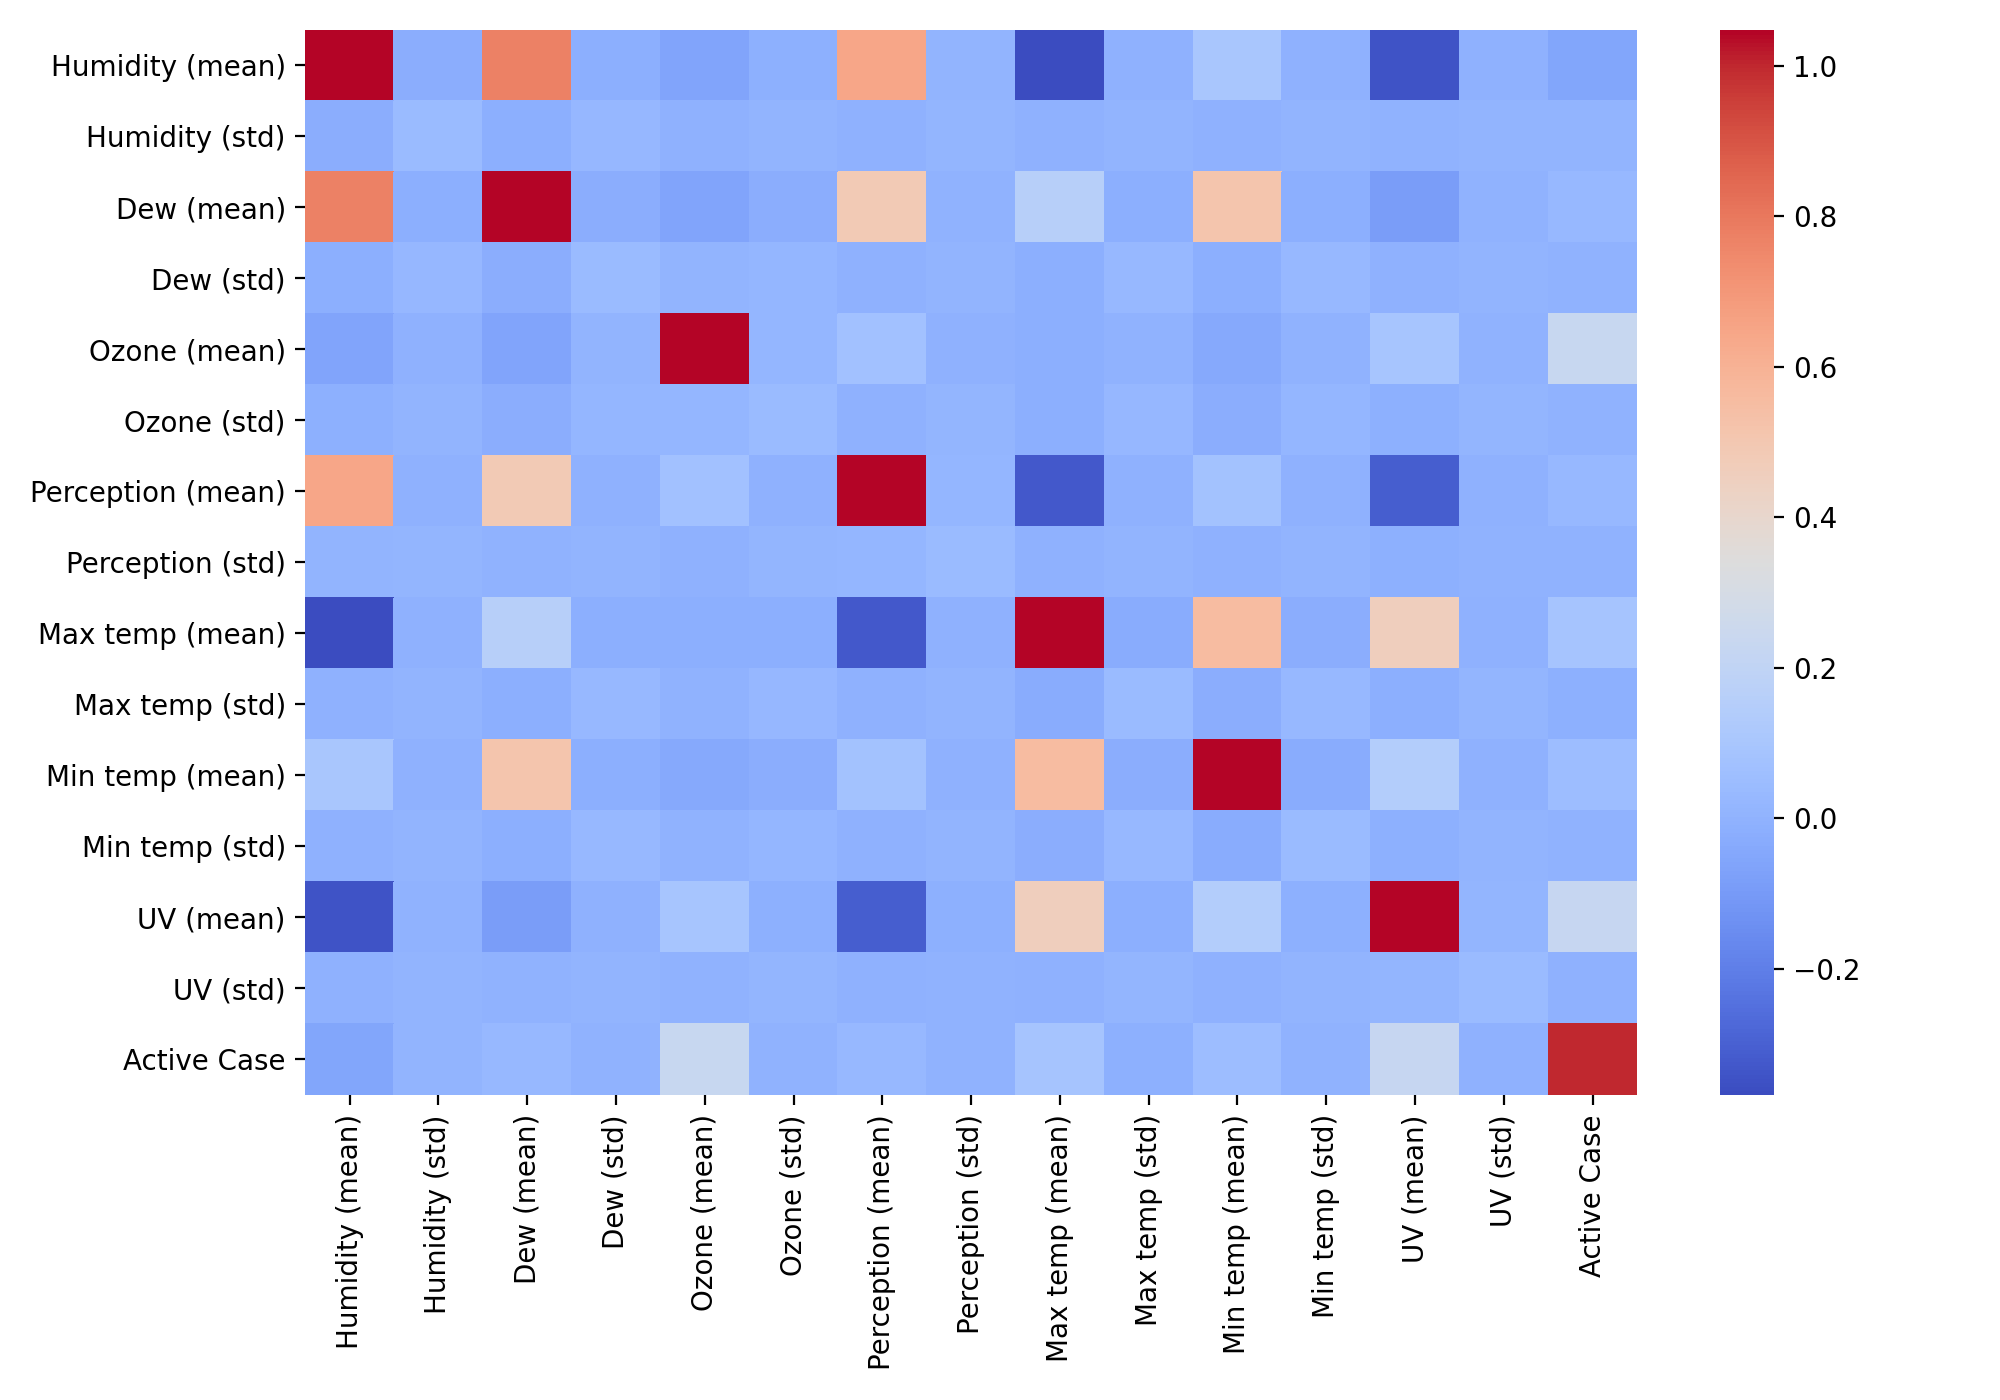 Humidity (mean)
Humidity (std)
Dew (mean)
Dew (std)
Ozone (mean)
Ozone (std)
Perception (mean)
Perception (std)
Max temp (mean)
Max temp (std)
Min temp (mean)
Min temp (std)
UV (mean)
UV (std)
Active Case
Humidity (mean)
Humidity (std)
Dew (mean)
Dew (std)
Ozone (mean)
Ozone (std)
Perception (mean)
Perception (std)
Max temp (mean)
Max temp (std)
Min temp (mean)
Min temp (std)
UV (mean)
UV (std)
Active Case
1.0
0.8
0.6
0.4
0.2
0.0
−0.2